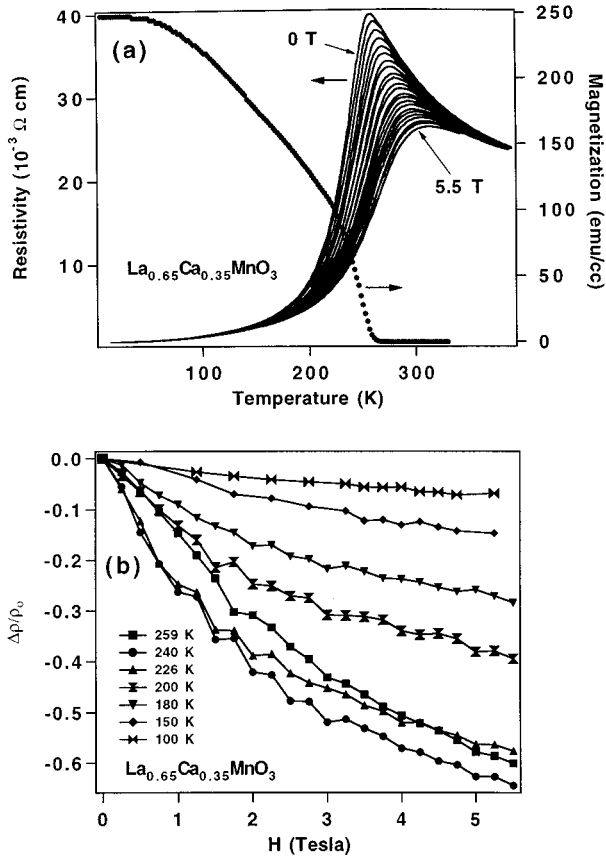 (a)
0 T
5.5 T
La0.65Ca0.35MnO3
Resistivity (10-3 Ω cm)
40
30
20
10
Magnetization (emu/cc)
250
200
150
100
50
0
100
200
300
Temperature (K)
(b)
0.0
-0.1
-0.2
-0.3
-0.4
-0.5
-0.6
Δρ/ρo
259 K
240 K
226 K
200 K
180 K
150 K
100 K
La0.65Ca0.35MnO3
0
1
2
3
4
5
H (Tesla)